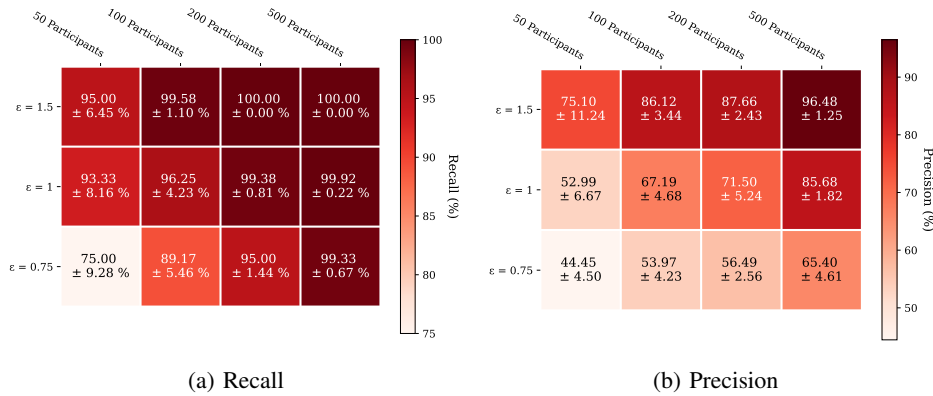 50 Participants
100 Participants
200 Participants
500 Participants
ε = 1.5
95.00
± 6.45 %
99.58
± 1.10 %
100.00
± 0.00 %
100.00
± 0.00 %
ε = 1
93.33
± 8.16 %
96.25
± 4.23 %
99.38
± 0.81 %
99.92
± 0.22 %
ε = 0.75
75.00
± 9.28 %
89.17
± 5.46 %
95.00
± 1.44 %
99.33
± 0.67 %
100
95
90
85
80
75
Recall (%)
(a) Recall
50 Participants
100 Participants
200 Participants
500 Participants
ε = 1.5
75.10
± 11.24
86.12
± 3.44
87.66
± 2.43
96.48
± 1.25
ε = 1
52.99
± 6.67
67.19
± 4.68
71.50
± 5.24
85.68
± 1.82
ε = 0.75
44.45
± 4.50
53.97
± 4.23
56.49
± 2.56
65.40
± 4.61
90
80
70
60
50
Precision (%)
(b) Precision